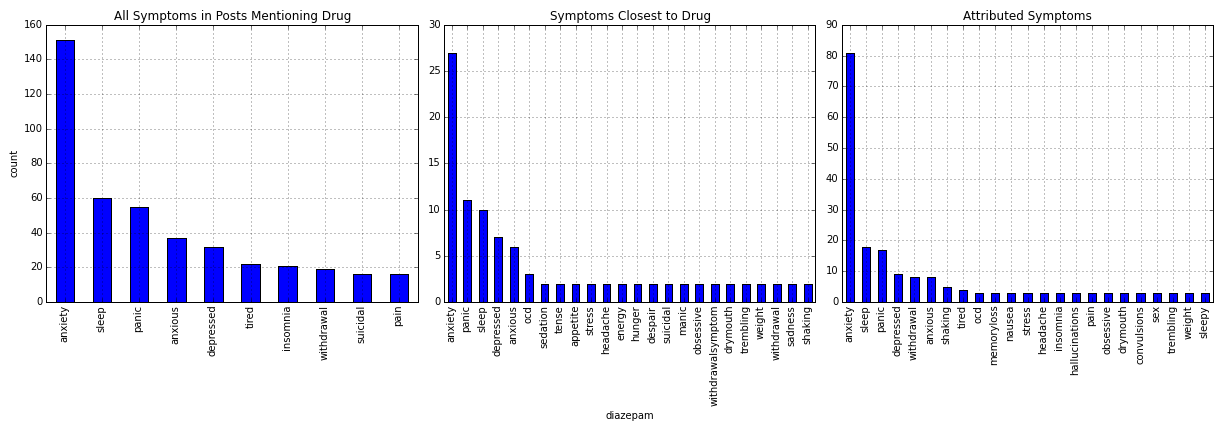 All Symptoms in Posts Mentioning Drug
count
160
140
120
100
80
60
40
20
0
anxiety
sleep
panic
anxious
depressed
tired
insomnia
withdrawal
suicidal
pain
Symptoms Closest to Drug
30
25
20
15
10
5
0
anxiety
panic
sleep
depressed
anxious
ocd
sedation
tense
appetite
stress
headache
energy
hunger
despair
suicidal
manic
obsessive
withdrawalsymptom
drymouth
trembling
weight
withdrawal
sadness
shaking
diazepam
Attributed Symptoms
90
80
70
60
50
40
30
20
10
0
anxiety
sleep
panic
depressed
withdrawal
anxious
shaking
tired
ocd
memoryloss
nausea
stress
headache
insomnia
hallucinations
pain
obsessive
drymouth
convulsions
sex
trembling
weight
sleepy